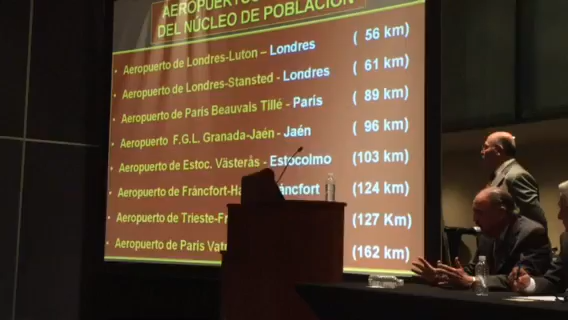 AEROPUERTOS
DEL NÚCLEO DE POBLACIÓN
• Aeropuerto de Londres-Luton – Londres ( 56 km)
• Aeropuerto de Londres-Stansted - Londres ( 61 km)
• Aeropuerto de París Beauvais Tillé - París ( 89 km)
• Aeropuerto F.G.L. Granada-Jaén - Jaén ( 96 km)
• Aeropuerto de Estoc. Västerås - Estocolmo (103 km)
• Aeropuerto de Fráncfort-Ha Fráncfort (124 km)
• Aeropuerto de Trieste-Fr (127 Km)
• Aeropuerto de Paris Vat (162 km)